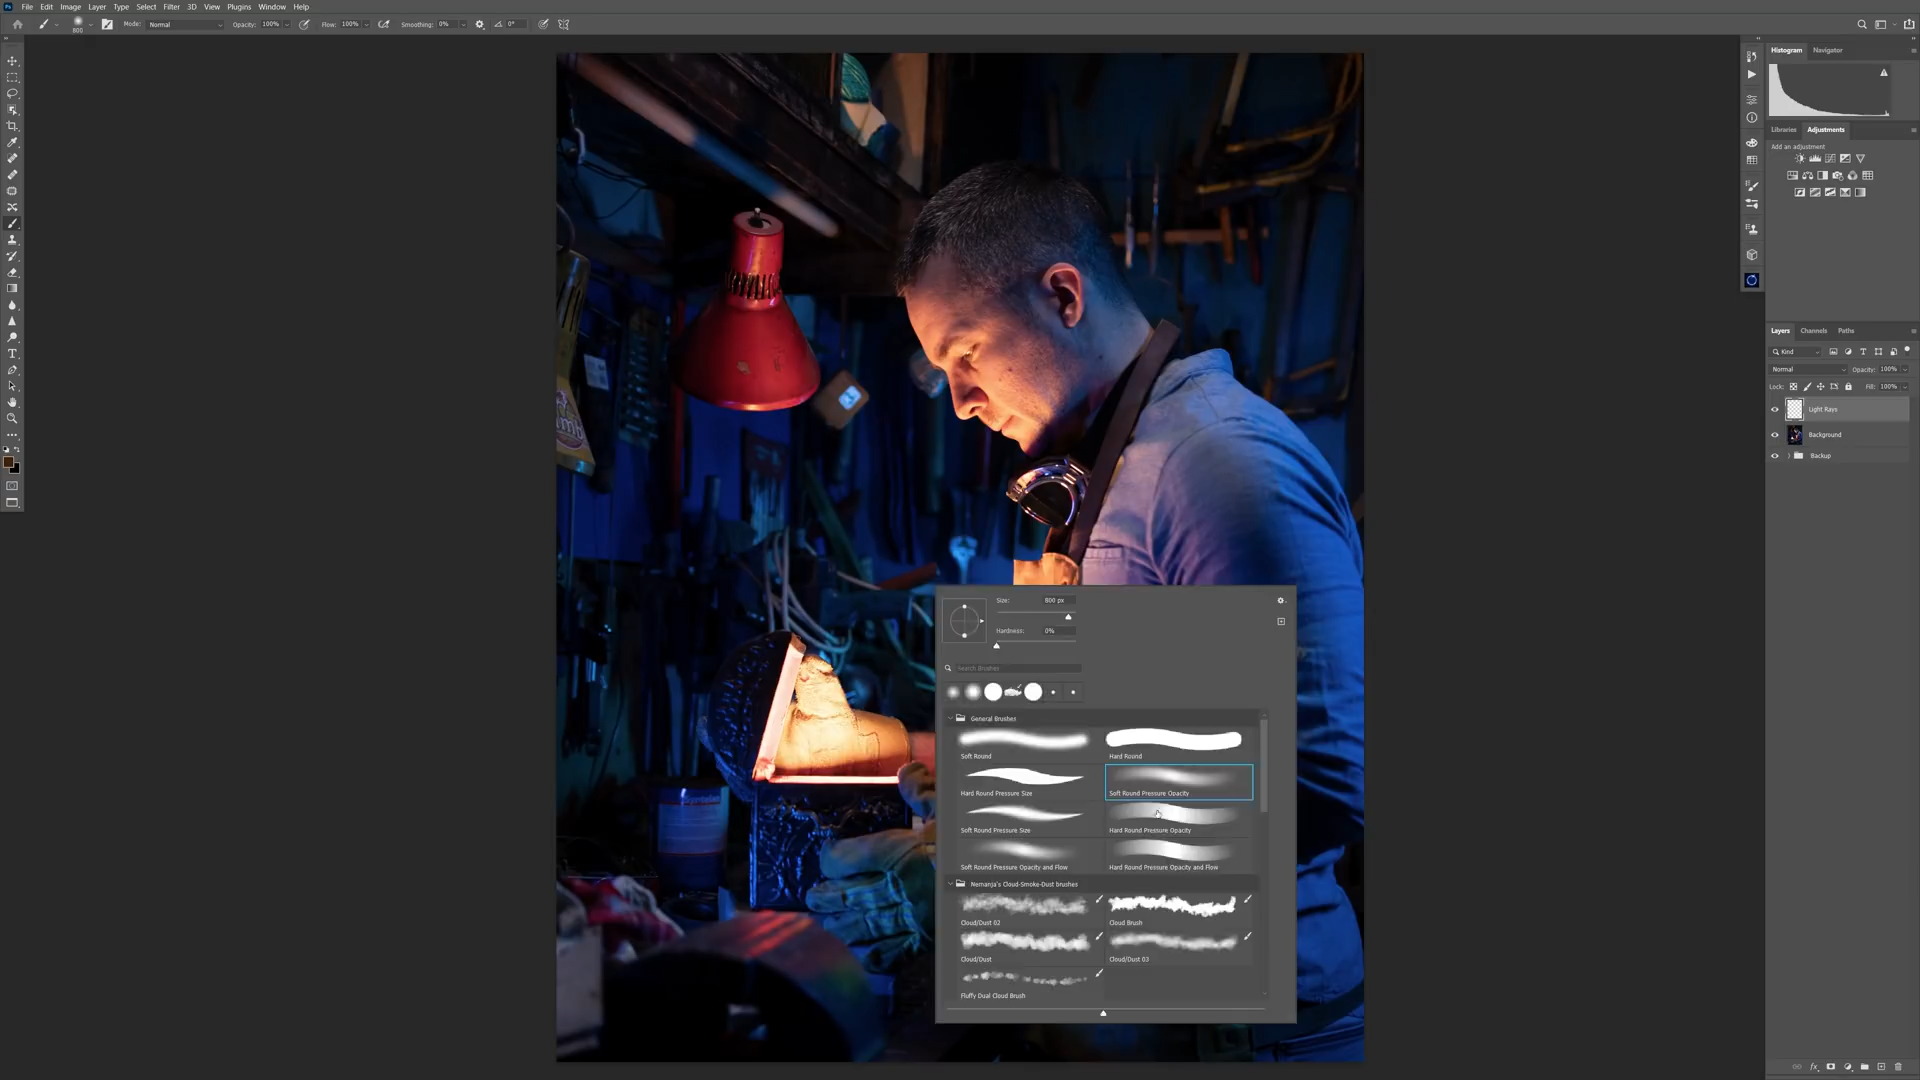 Ps File Edit Image Layer Type Select Filter 3D View Plugins Window Help
800 Mode: Normal Opacity: 100% Flow: 100% Smoothing: 0% 0°
Histogram Navigator
Libraries Adjustments
Add an adjustment
Layers Channels Paths
Kind
Normal Opacity: 100%
Lock: Fill: 100%
Light Rays
Background
Backup
Size: 800 px
Hardness: 0%
Search Brushes
General Brushes
Soft Round Hard Round
Hard Round Pressure Size Soft Round Pressure Opacity
Soft Round Pressure Size Hard Round Pressure Opacity
Soft Round Pressure Opacity and Flow Hard Round Pressure Opacity and Flow
Nemanja's Cloud-Smoke-Dust brushes
Cloud/Dust 02 Cloud Brush
Cloud/Dust Cloud/Dust 03
Fluffy Dual Cloud Brush